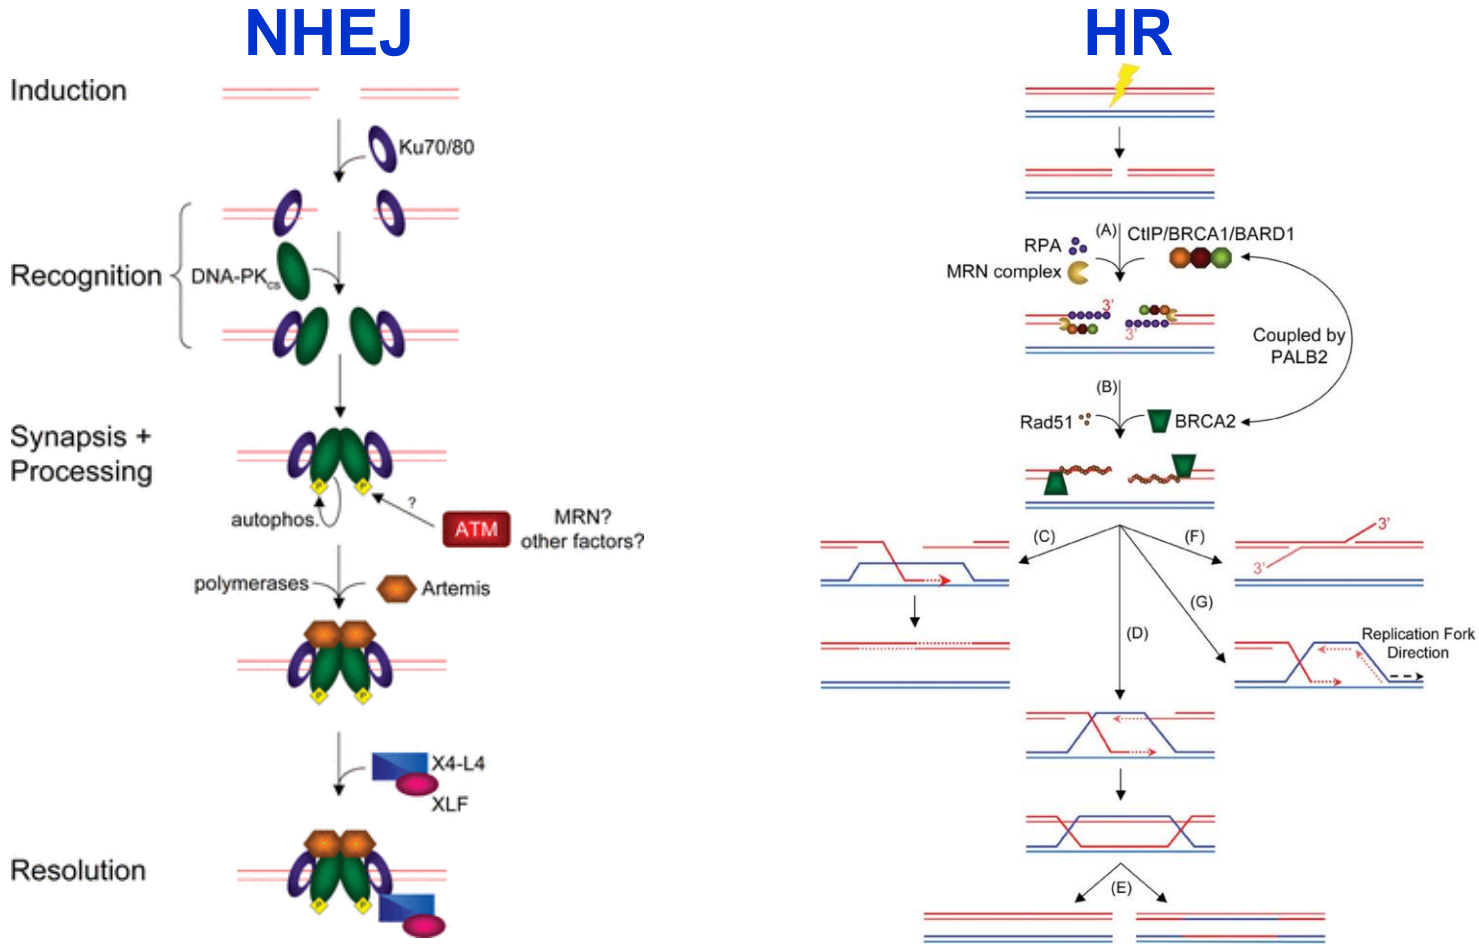 NHEJ
Induction
Ku70/80
Recognition
DNA-PKcs
Synapsis +
Processing
P P
autophos.
?
ATM
MRN?
other factors?
polymerases
Artemis
P P
X4-L4
XLF
Resolution
P P
HR
(A)
RPA
CtIP/BRCA1/BARD1
MRN complex
3'
3'
Coupled by
PALB2
(B)
Rad51
BRCA2
(C)
(F)
3'
3'
(G)
(D)
Replication Fork
Direction
(E)